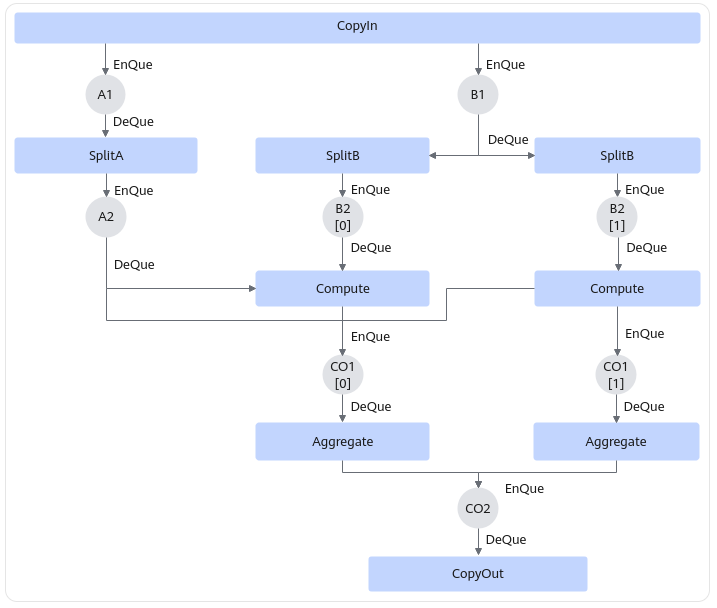 CopyIn
EnQue
EnQue
A1
B1
DeQue
DeQue
SplitA
SplitB
SplitB
EnQue
EnQue
EnQue
A2
B2
[0]
B2
[1]
DeQue
DeQue
DeQue
Compute
Compute
EnQue
EnQue
CO1
[0]
CO1
[1]
DeQue
DeQue
Aggregate
Aggregate
EnQue
CO2
DeQue
CopyOut